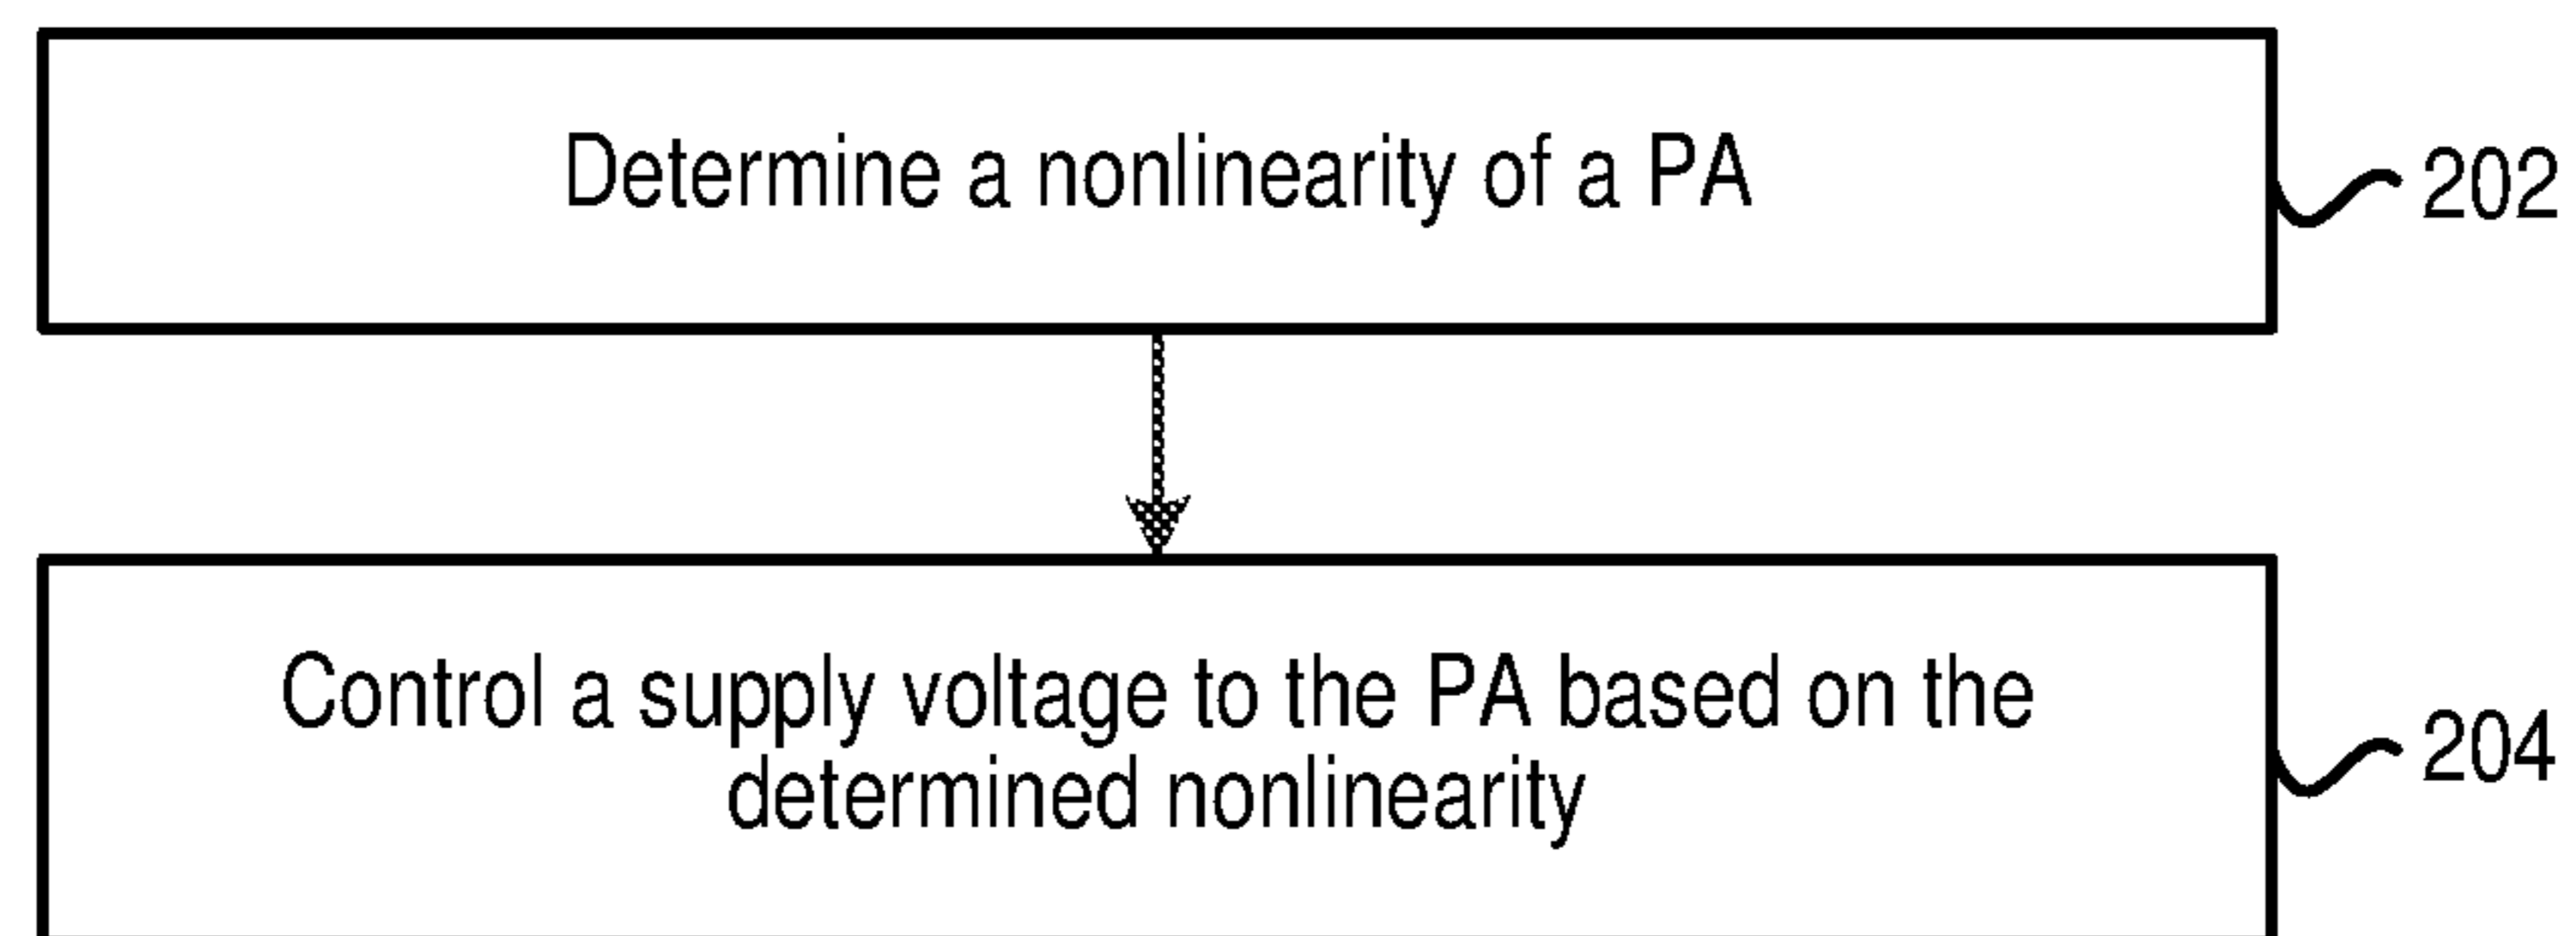 Determine a nonlinearity of a PA
202
Control a supply voltage to the PA based on the
determined nonlinearity
204